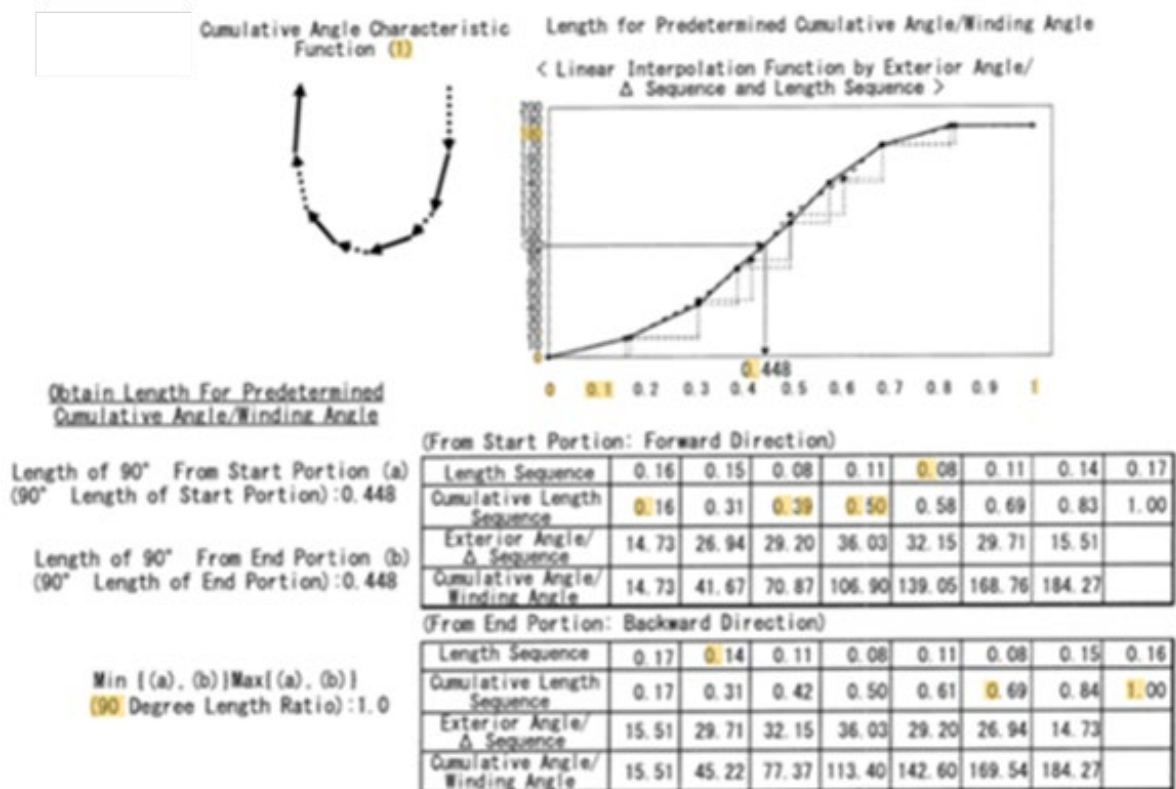 Cumulative Angle Characteristic
Function (1)
Length for Predetermined Cumulative Angle/Winding Angle
< Linear Interpolation Function by Exterior Angle/
Δ Sequence and Length Sequence >
200
0
0.448
0 0.1 0.2 0.3 0.4 0.5 0.6 0.7 0.8 0.9 1
Obtain Length For Predetermined
Cumulative Angle/Winding Angle
Length of 90° From Start Portion (a)
(90° Length of Start Portion):0.448
Length of 90° From End Portion (b)
(90° Length of End Portion):0.448
Min {(a), (b)}Max{(a), (b)}
(90 Degree Length Ratio):1.0
(From Start Portion: Forward Direction)
Length Sequence 0.16 0.15 0.08 0.11 0.08 0.11 0.14 0.17
Cumulative Length
Sequence 0.16 0.31 0.39 0.50 0.58 0.69 0.83 1.00
Exterior Angle/
Δ Sequence 14.73 26.94 29.20 36.03 32.15 29.71 15.51
Cumulative Angle/
Winding Angle 14.73 41.67 70.87 106.90 139.05 168.76 184.27
(From End Portion: Backward Direction)
Length Sequence 0.17 0.14 0.11 0.08 0.11 0.08 0.15 0.16
Cumulative Length
Sequence 0.17 0.31 0.42 0.50 0.61 0.69 0.84 1.00
Exterior Angle/
Δ Sequence 15.51 29.71 32.15 36.03 29.20 26.94 14.73
Cumulative Angle/
Winding Angle 15.51 45.22 77.37 113.40 142.60 169.54 184.27